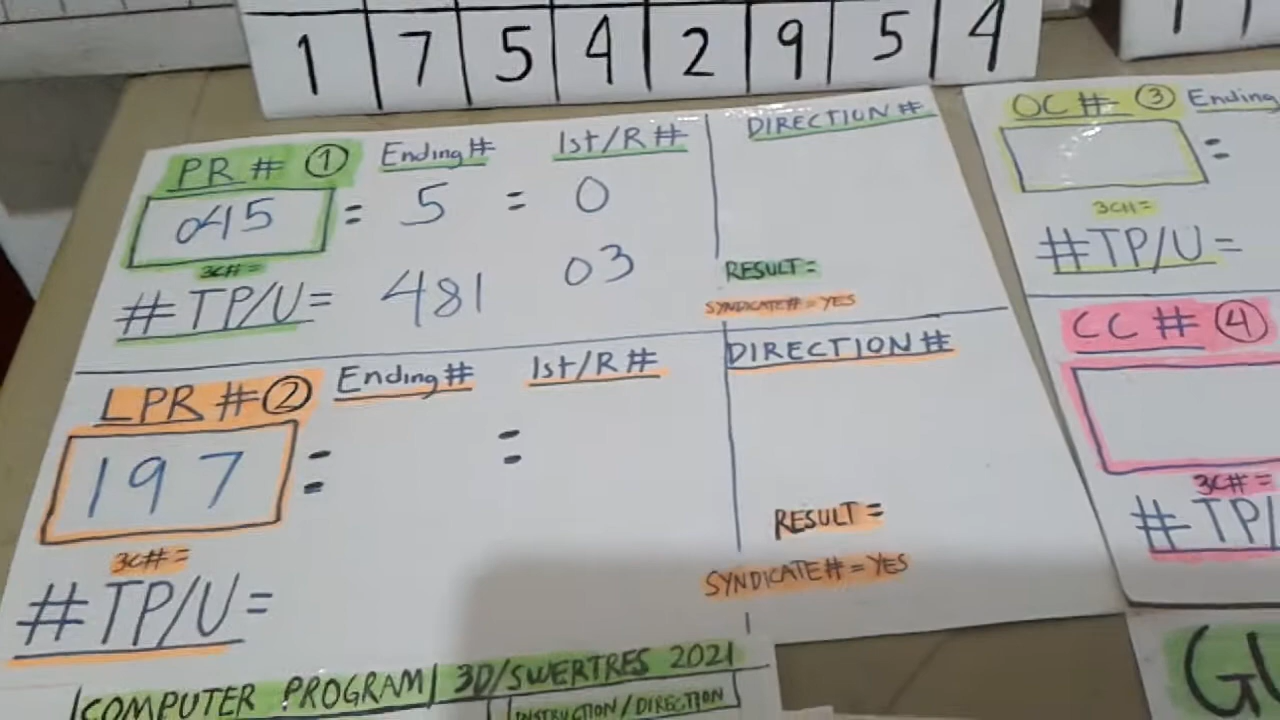 1 7 5 4 2 9 5 4
PR # ① Ending # 1st/R # DIRECTION #
045 = 5 = 0
3C# =
#TP/U = 481 03
RESULT =
SYNDICATE # = YES
LPR # ② Ending # 1st/R # DIRECTION #
197 = =
3C# =
#TP/U =
RESULT =
SYNDICATE # = YES
OC # ③ Ending
=
3C# =
#TP/U =
CC # ④
3C# =
#TP/
COMPUTER PROGRAM 3D/SWERTRES 2021
INSTRUCTION/DIRECTION